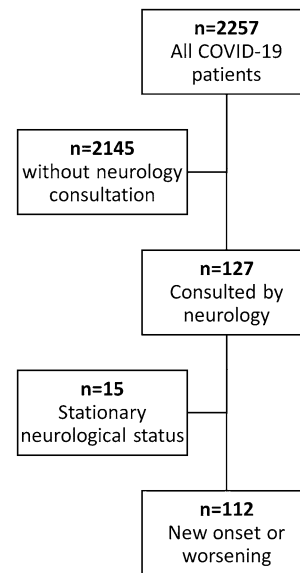 n=2257
All COVID-19
patients
n=2145
without neurology
consultation
n=127
Consulted by
neurology
n=15
Stationary
neurological status
n=112
New onset or
worsening